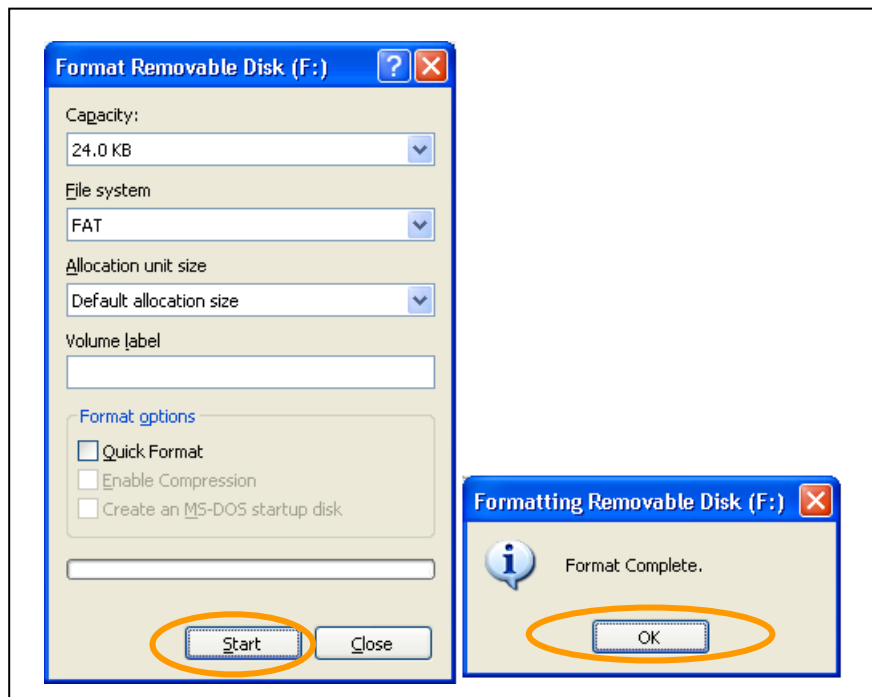 Format Removable Disk (F:)
Capacity:
24.0 KB
File system
FAT
Allocation unit size
Default allocation size
Volume label
Format options
Quick Format
Enable Compression
Create an MS-DOS startup disk
Start
Close
Formatting Removable Disk (F:)
Format Complete.
OK